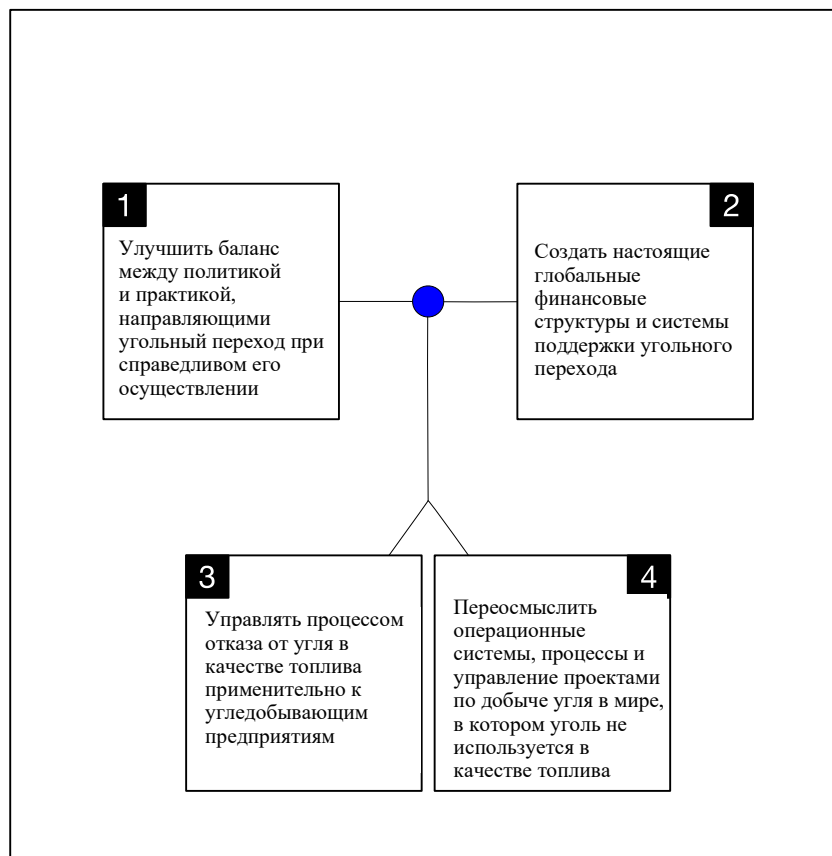 1
Улучшить баланс
между политикой
и практикой,
направляющими
угольный переход при
справедливом его
осуществлении
2
Создать настоящие
глобальные
финансовые
структуры и системы
поддержки угольного
перехода
3
Управлять процессом
отказа от угля в
качестве топлива
применительно к
угледобывающим
предприятиям
4
Переосмыслить
операционные
системы, процессы и
управление проектами
по добыче угля в мире,
в котором уголь не
используется в
качестве топлива